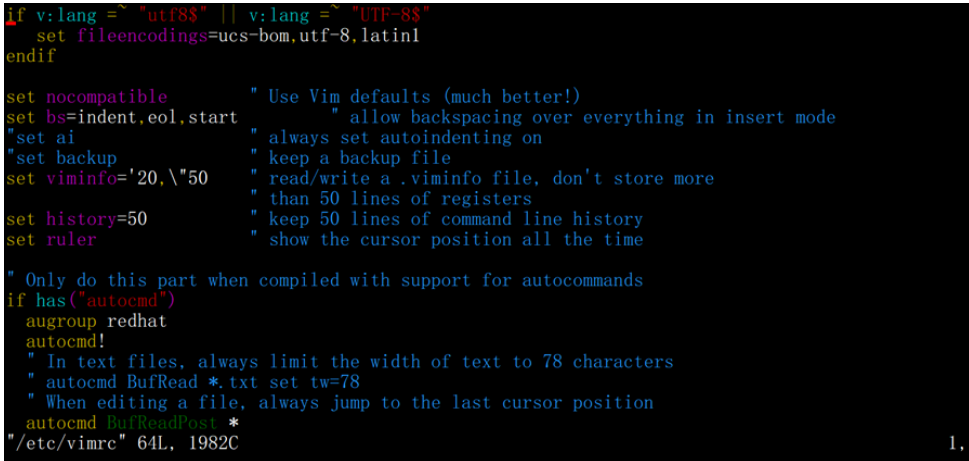 if v:lang =~ "utf8$" || v:lang =~ "UTF-8$"
   set fileencodings=ucs-bom,utf-8,latin1
endif

set nocompatible        " Use Vim defaults (much better!)
set bs=indent,eol,start         " allow backspacing over everything in insert mode
"set ai                 " always set autoindenting on
"set backup             " keep a backup file
set viminfo='20,\"50    " read/write a .viminfo file, don't store more
                        " than 50 lines of registers
set history=50          " keep 50 lines of command line history
set ruler               " show the cursor position all the time

" Only do this part when compiled with support for autocommands
if has("autocmd")
  augroup redhat
  autocmd!
  " In text files, always limit the width of text to 78 characters
  " autocmd BufRead *.txt set tw=78
  " When editing a file, always jump to the last cursor position
  autocmd BufReadPost *
"/etc/vimrc" 64L, 1982C                                                    1,